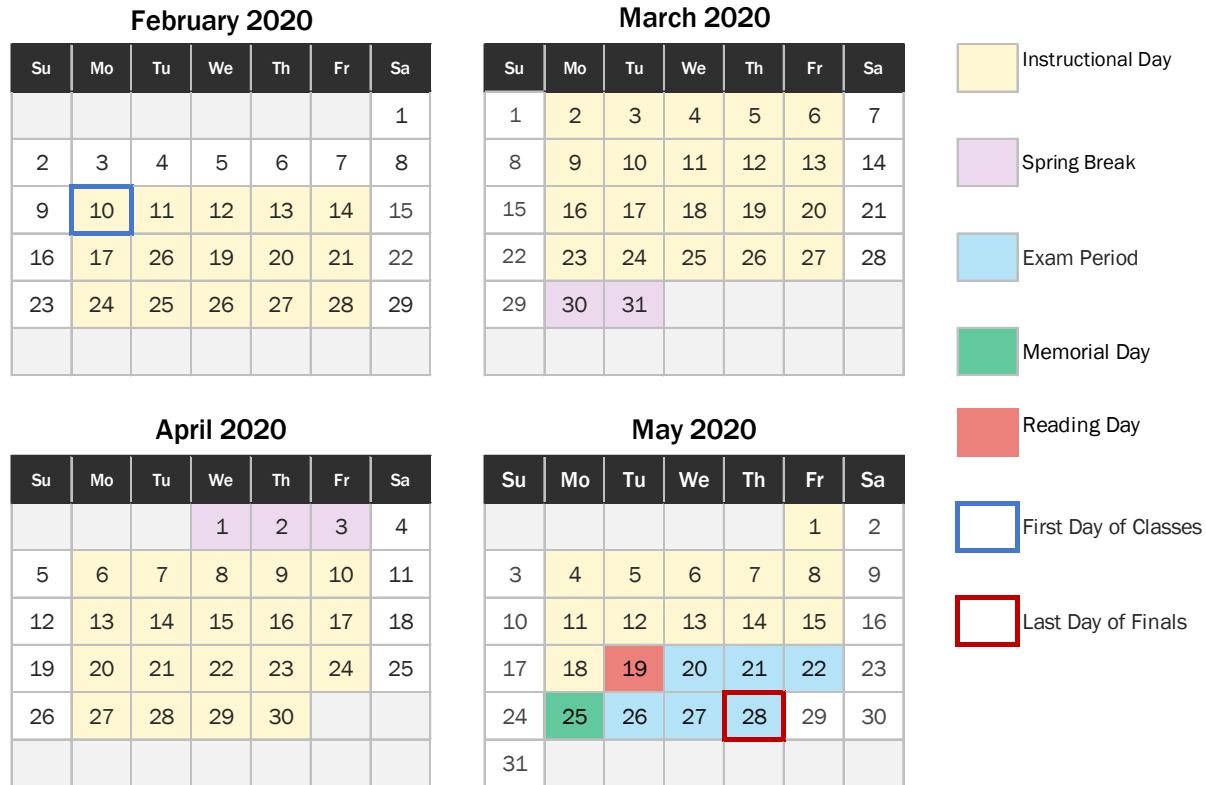 February 2020
Su Mo Tu We Th Fr Sa
1
2 3 4 5 6 7 8
9 10 11 12 13 14 15
16 17 26 19 20 21 22
23 24 25 26 27 28 29
March 2020
Su Mo Tu We Th Fr Sa
1 2 3 4 5 6 7
8 9 10 11 12 13 14
15 16 17 18 19 20 21
22 23 24 25 26 27 28
29 30 31
April 2020
Su Mo Tu We Th Fr Sa
1 2 3 4
5 6 7 8 9 10 11
12 13 14 15 16 17 18
19 20 21 22 23 24 25
26 27 28 29 30
May 2020
Su Mo Tu We Th Fr Sa
1 2
3 4 5 6 7 8 9
10 11 12 13 14 15 16
17 18 19 20 21 22 23
24 25 26 27 28 29 30
31
Instructional Day
Spring Break
Exam Period
Memorial Day
Reading Day
First Day of Classes
Last Day of Finals